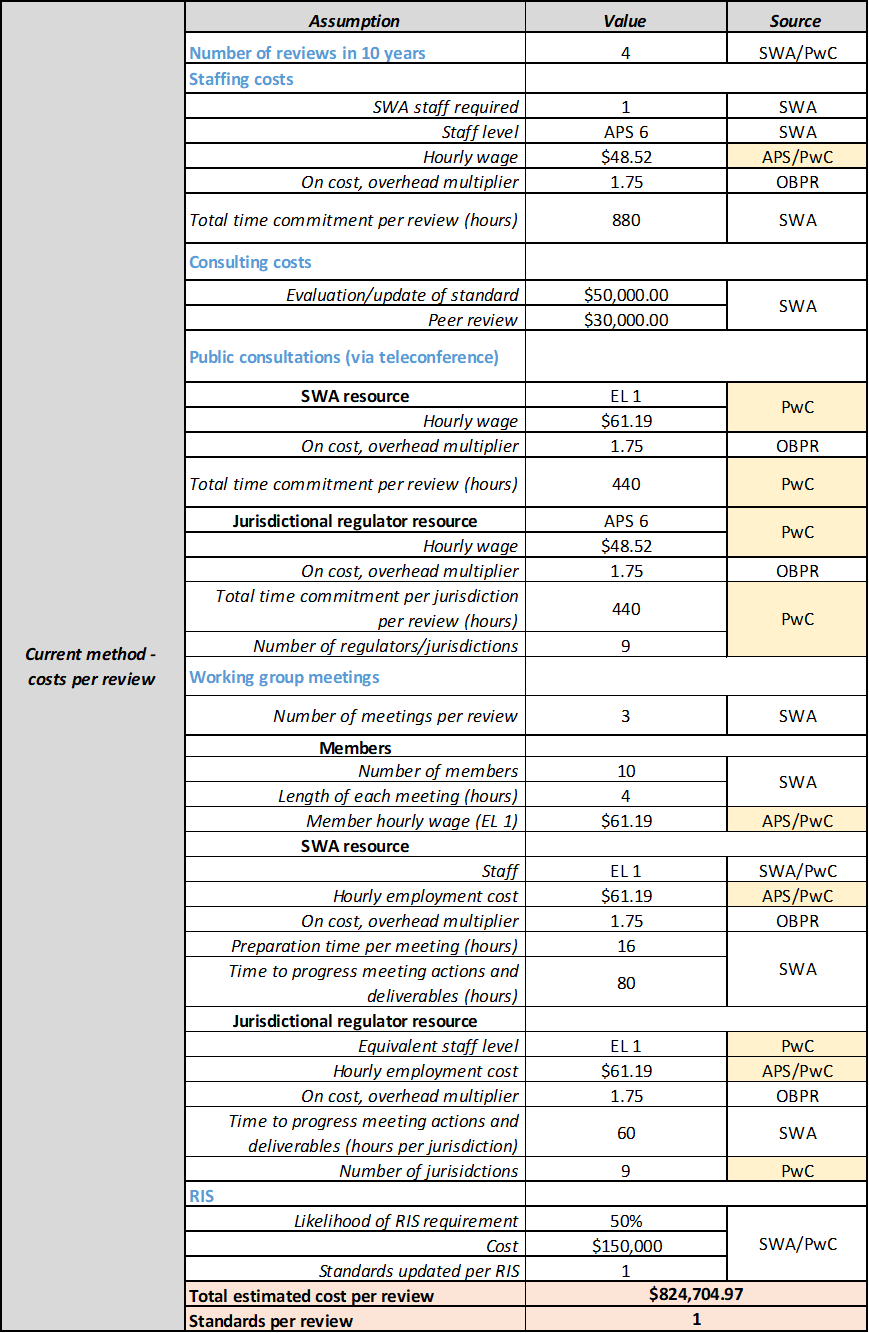 Assumption Value Source
Number of reviews in 10 years 4 SWA/PwC
Staffing costs
SWA staff required 1 SWA
Staff level APS 6 SWA
Hourly wage $48.52 APS/PwC
On cost, overhead multiplier 1.75 OBPR
Total time commitment per review (hours) 880 SWA
Consulting costs
Evaluation/update of standard $50,000.00
SWA
Peer review $30,000.00
Public consultations (via teleconference)
SWA resource EL 1
PwC
Hourly wage $61.19
On cost, overhead multiplier 1.75 OBPR
Total time commitment per review (hours) 440 PwC
Jurisdictional regulator resource APS 6
PwC
Hourly wage $48.52
On cost, overhead multiplier 1.75 OBPR
Total time commitment per jurisdiction
per review (hours) 440
PwC
Number of regulators/jurisdictions 9
Current method -
costs per review
Working group meetings
Number of meetings per review 3 SWA
Members
Number of members 10
SWA
Length of each meeting (hours) 4
Member hourly wage (EL 1) $61.19 APS/PwC
SWA resource
Staff EL 1 SWA/PwC
Hourly employment cost $61.19 APS/PwC
On cost, overhead multiplier 1.75 OBPR
Preparation time per meeting (hours) 16
SWA
Time to progress meeting actions and
deliverables (hours) 80
Jurisdictional regulator resource
Equivalent staff level EL 1 PwC
Hourly employment cost $61.19 APS/PwC
On cost, overhead multiplier 1.75 OBPR
Time to progress meeting actions and
deliverables (hours per jurisdiction) 60 SWA
Number of jurisidctions 9 PwC
RIS
Likelihood of RIS requirement 50%
Cost $150,000 SWA/PwC
Standards updated per RIS 1
Total estimated cost per review $824,704.97
Standards per review 1